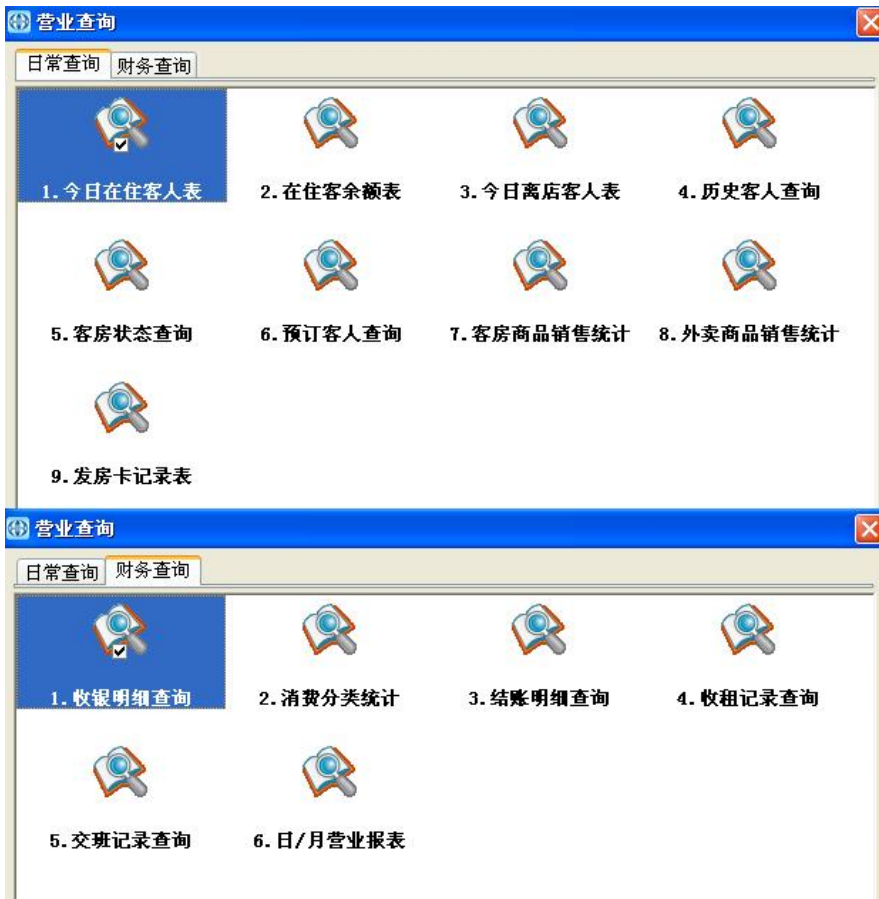 营业查询
日常查询 财务查询
1.今日在住客人表 2.在住客余额表 3.今日离店客人表 4.历史客人查询
5.客房状态查询 6.预订客人查询 7.客房商品销售统计 8.外卖商品销售统计
9.发房卡记录表
营业查询
日常查询 财务查询
1.收银明细查询 2.消费分类统计 3.结账明细查询 4.收租记录查询
5.交班记录查询 6.日/月营业报表